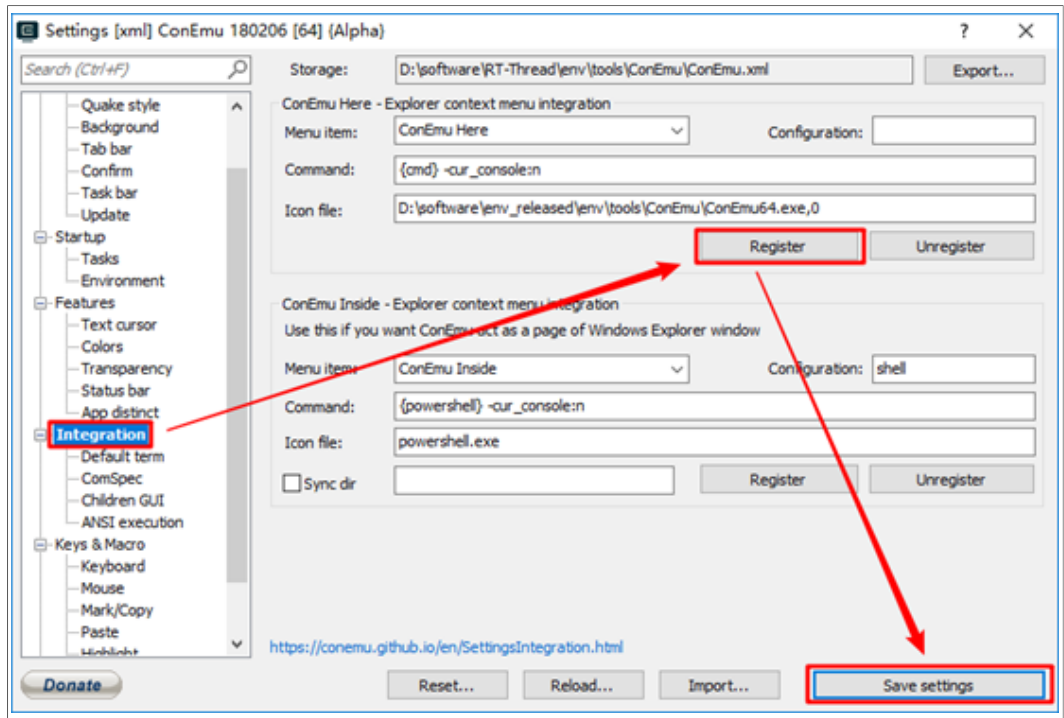 Settings [xml] ConEmu 180206 [64] {Alpha}
?
Search (Ctrl+F)
Storage:
D:\software\RT-Thread\env\tools\ConEmu\ConEmu.xml
Export...
Quake style
Background
Tab bar
Confirm
Task bar
Update
Startup
Tasks
Environment
Features
Text cursor
Colors
Transparency
Status bar
App distinct
Integration
Default term
ComSpec
Children GUI
ANSI execution
Keys & Macro
Keyboard
Mouse
Mark/Copy
Paste
Highlight
ConEmu Here - Explorer context menu integration
Menu item:
ConEmu Here
Configuration:
Command:
{cmd} -cur_console:n
Icon file:
D:\software\env_released\env\tools\ConEmu\ConEmu64.exe,0
Register
Unregister
ConEmu Inside - Explorer context menu integration
Use this if you want ConEmu act as a page of Windows Explorer window
Menu item:
ConEmu Inside
Configuration:
shell
Command:
{powershell} -cur_console:n
Icon file:
powershell.exe
Sync dir
Register
Unregister
https://conemu.github.io/en/SettingsIntegration.html
Donate
Reset...
Reload...
Import...
Save settings